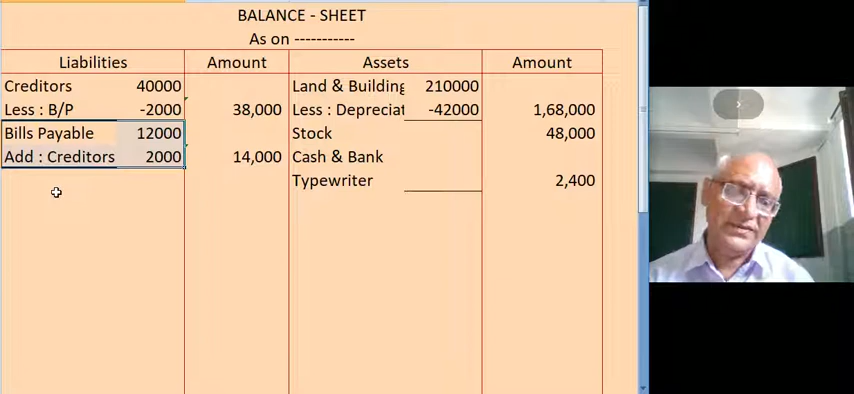 BALANCE - SHEET
As on -----------
Liabilities Amount Assets Amount
Creditors 40000 Land & Building 210000
Less : B/P -2000 38,000 Less : Depreciat -42000 1,68,000
Bills Payable 12000 Stock 48,000
Add : Creditors 2000 14,000 Cash & Bank
Typewriter 2,400